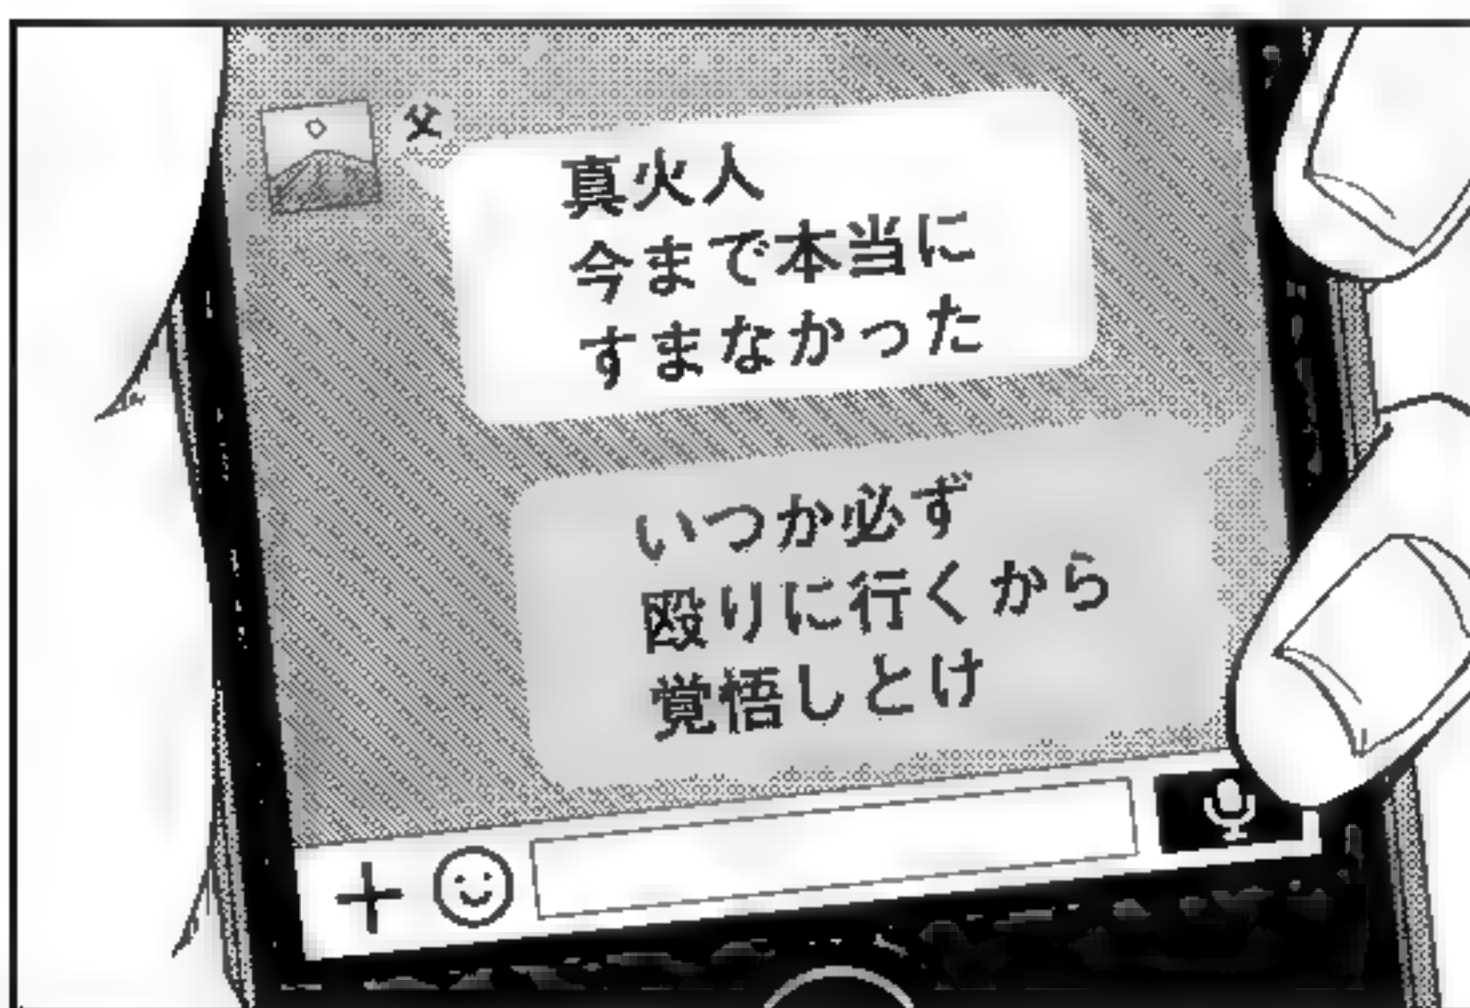 父
真火人
今まで本当に
すまなかった
いつか必ず
殴りに行くから
覚悟しとけ